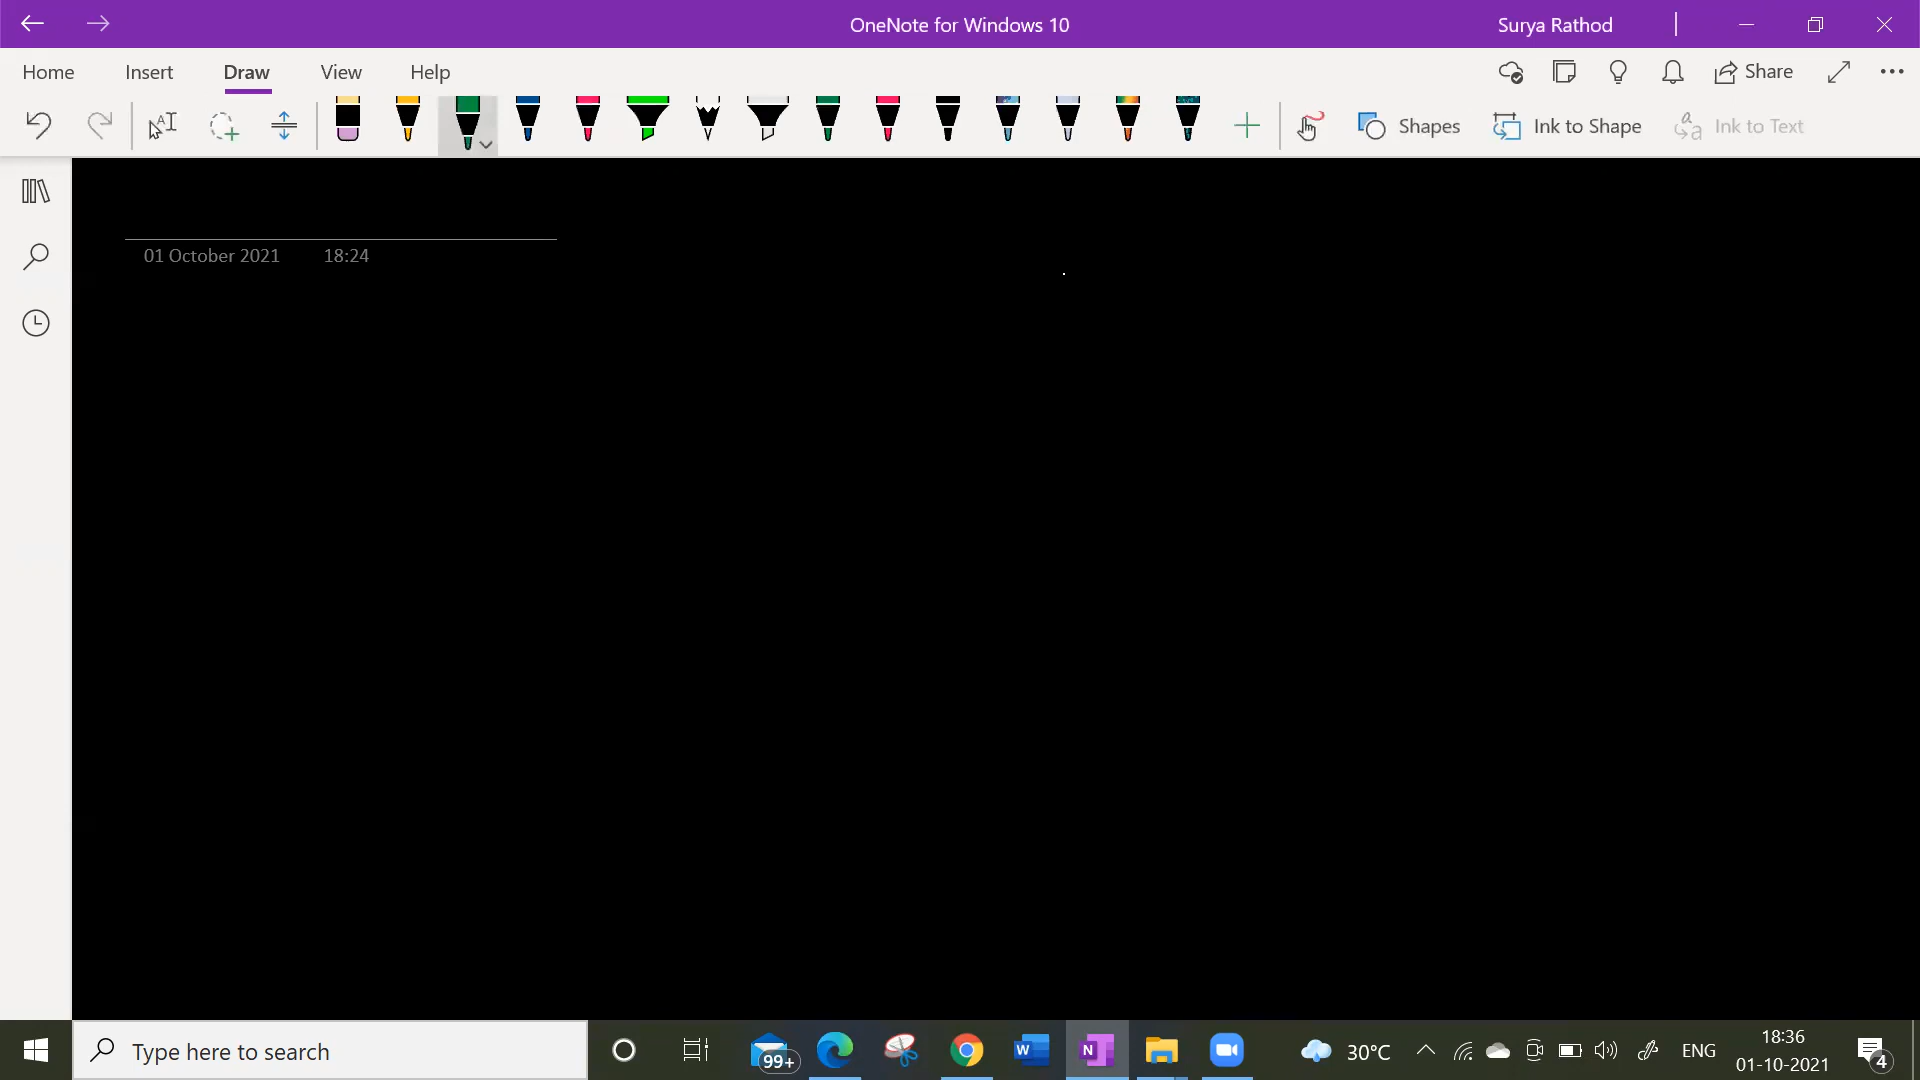 OneNote for Windows 10
Surya Rathod
Home Insert Draw View Help
Share
Shapes Ink to Shape Ink to Text
01 October 2021 18:24
Type here to search
99+
30°C
ENG
18:36
01-10-2021
4